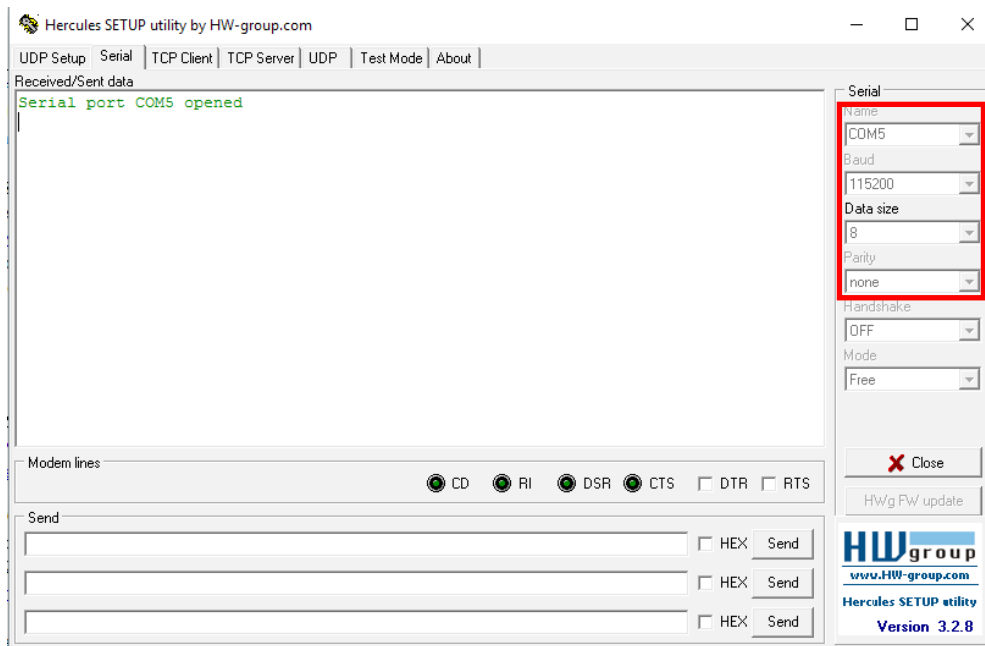 Hercules SETUP utility by HW-group.com
UDP Setup Serial TCP Client TCP Server UDP Test Mode About
Received/Sent data
Serial port COM5 opened
Serial
Name
COM5
Baud
115200
Data size
8
Parity
none
Handshake
OFF
Mode
Free
Close
HWg FW update
Modem lines
CD RI DSR CTS DTR RTS
Send
HEX Send
HEX Send
HEX Send
HW group
www.HW-group.com
Hercules SETUP utility
Version 3.2.8